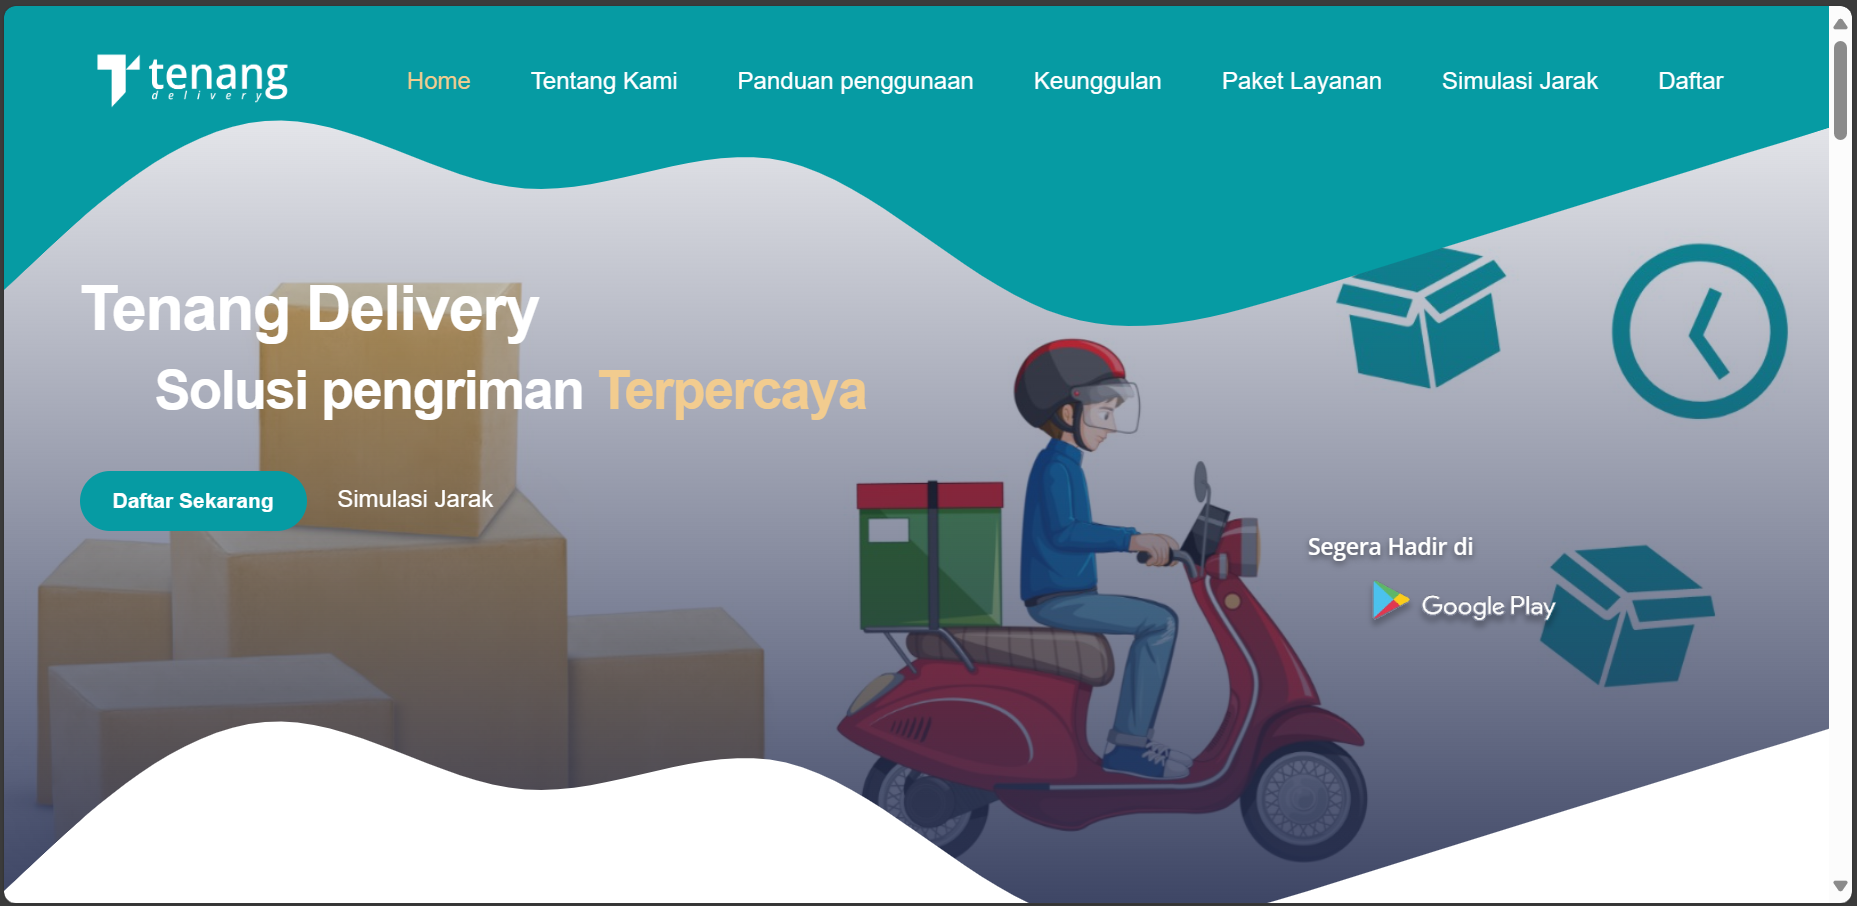 tenang
delivery
Home Tentang Kami Panduan penggunaan Keunggulan Paket Layanan Simulasi Jarak Daftar
Tenang Delivery
Solusi pengriman Terpercaya
Daftar Sekarang Simulasi Jarak
Segera Hadir di
Google Play